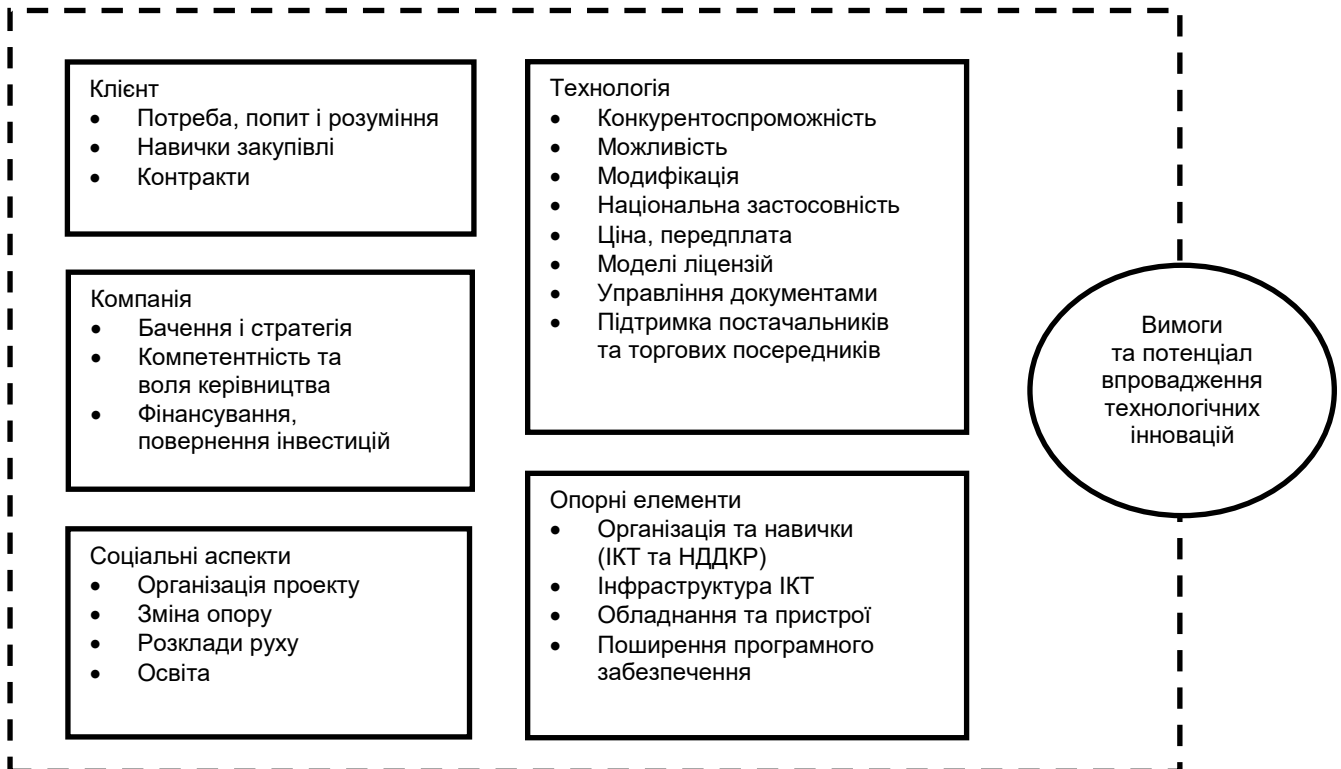 Клієнт
• Потреба, попит і розуміння
• Навички закупівлі
• Контракти
Компанія
• Бачення і стратегія
• Компетентність та
воля керівництва
• Фінансування,
повернення інвестицій
Соціальні аспекти
• Організація проекту
• Зміна опору
• Розклади руху
• Освіта
Технологія
• Конкурентоспроможність
• Можливість
• Модифікація
• Національна застосовність
• Ціна, передплата
• Моделі ліцензій
• Управління документами
• Підтримка постачальників
та торгових посередників
Опорні елементи
• Організація та навички
(ІКТ та НДДКР)
• Інфраструктура ІКТ
• Обладнання та пристрої
• Поширення програмного
забезпечення
Вимоги
та потенціал
впровадження
технологічних
інновацій